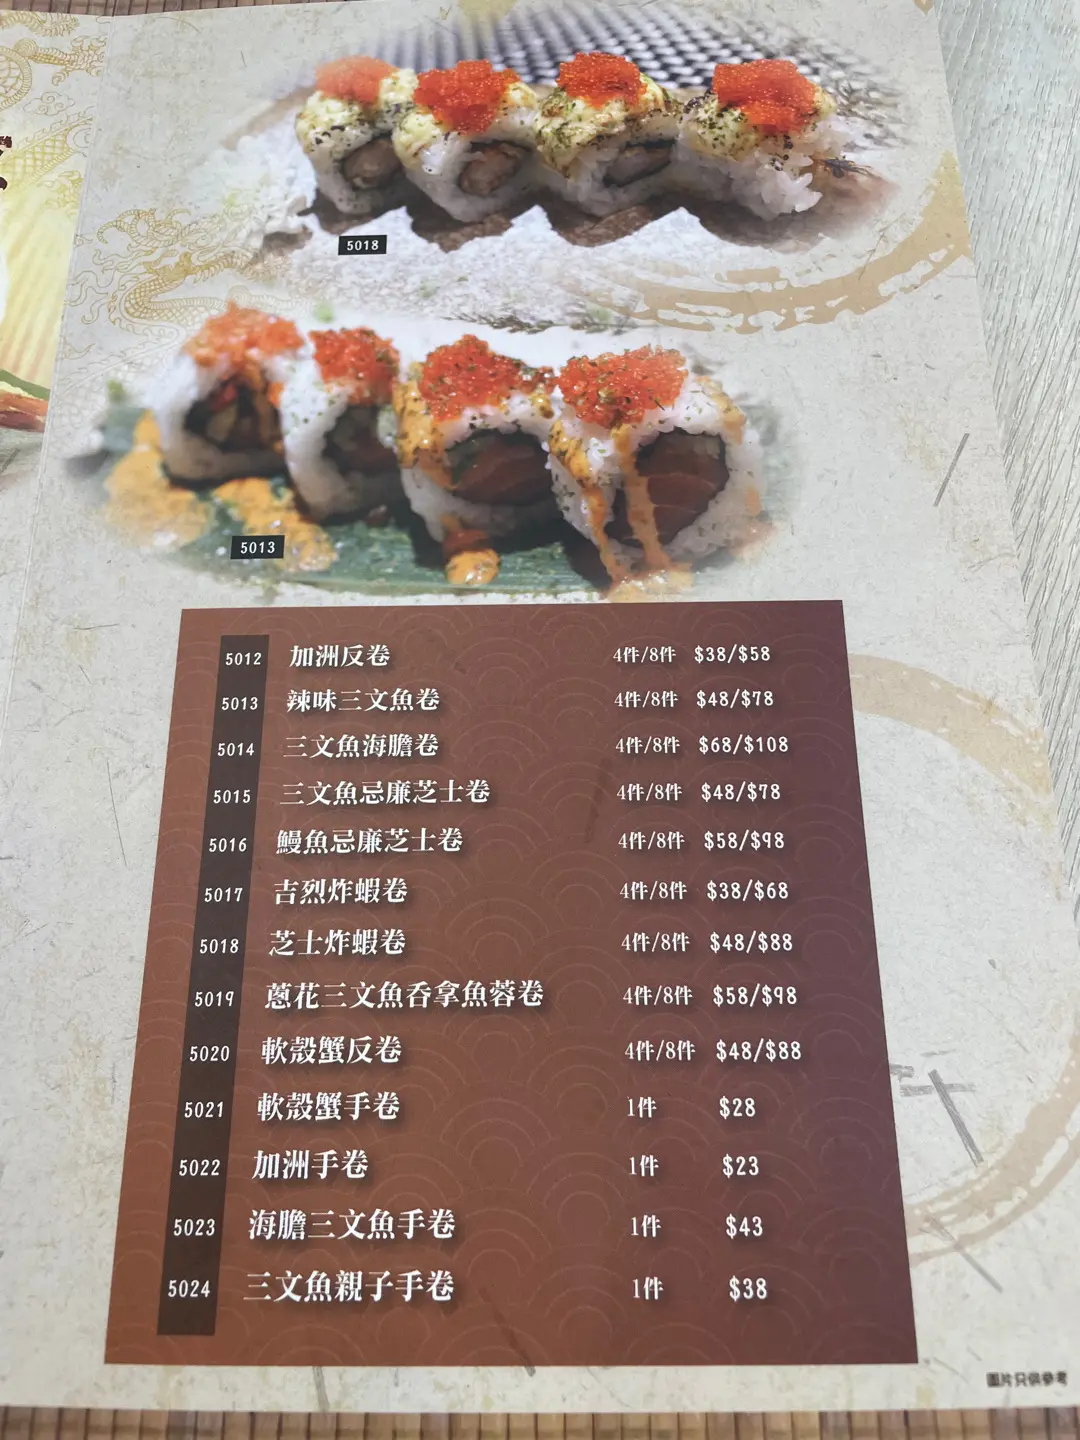 5018
5013
5012 加洲反卷 4件/8件 $38/$58
5013 辣味三文魚卷 4件/8件 $48/$78
5014 三文魚海膽卷 4件/8件 $68/$108
5015 三文魚忌廉芝士卷 4件/8件 $48/$78
5016 鰻魚忌廉芝士卷 4件/8件 $58/$98
5017 吉烈炸蝦卷 4件/8件 $38/$68
5018 芝士炸蝦卷 4件/8件 $48/$88
5019 蔥花三文魚吞拿魚蓉卷 4件/8件 $58/$98
5020 軟殼蟹反卷 4件/8件 $48/$88
5021 軟殼蟹手卷 1件 $28
5022 加洲手卷 1件 $23
5023 海膽三文魚手卷 1件 $43
5024 三文魚親子手卷 1件 $38
圖片只供參考